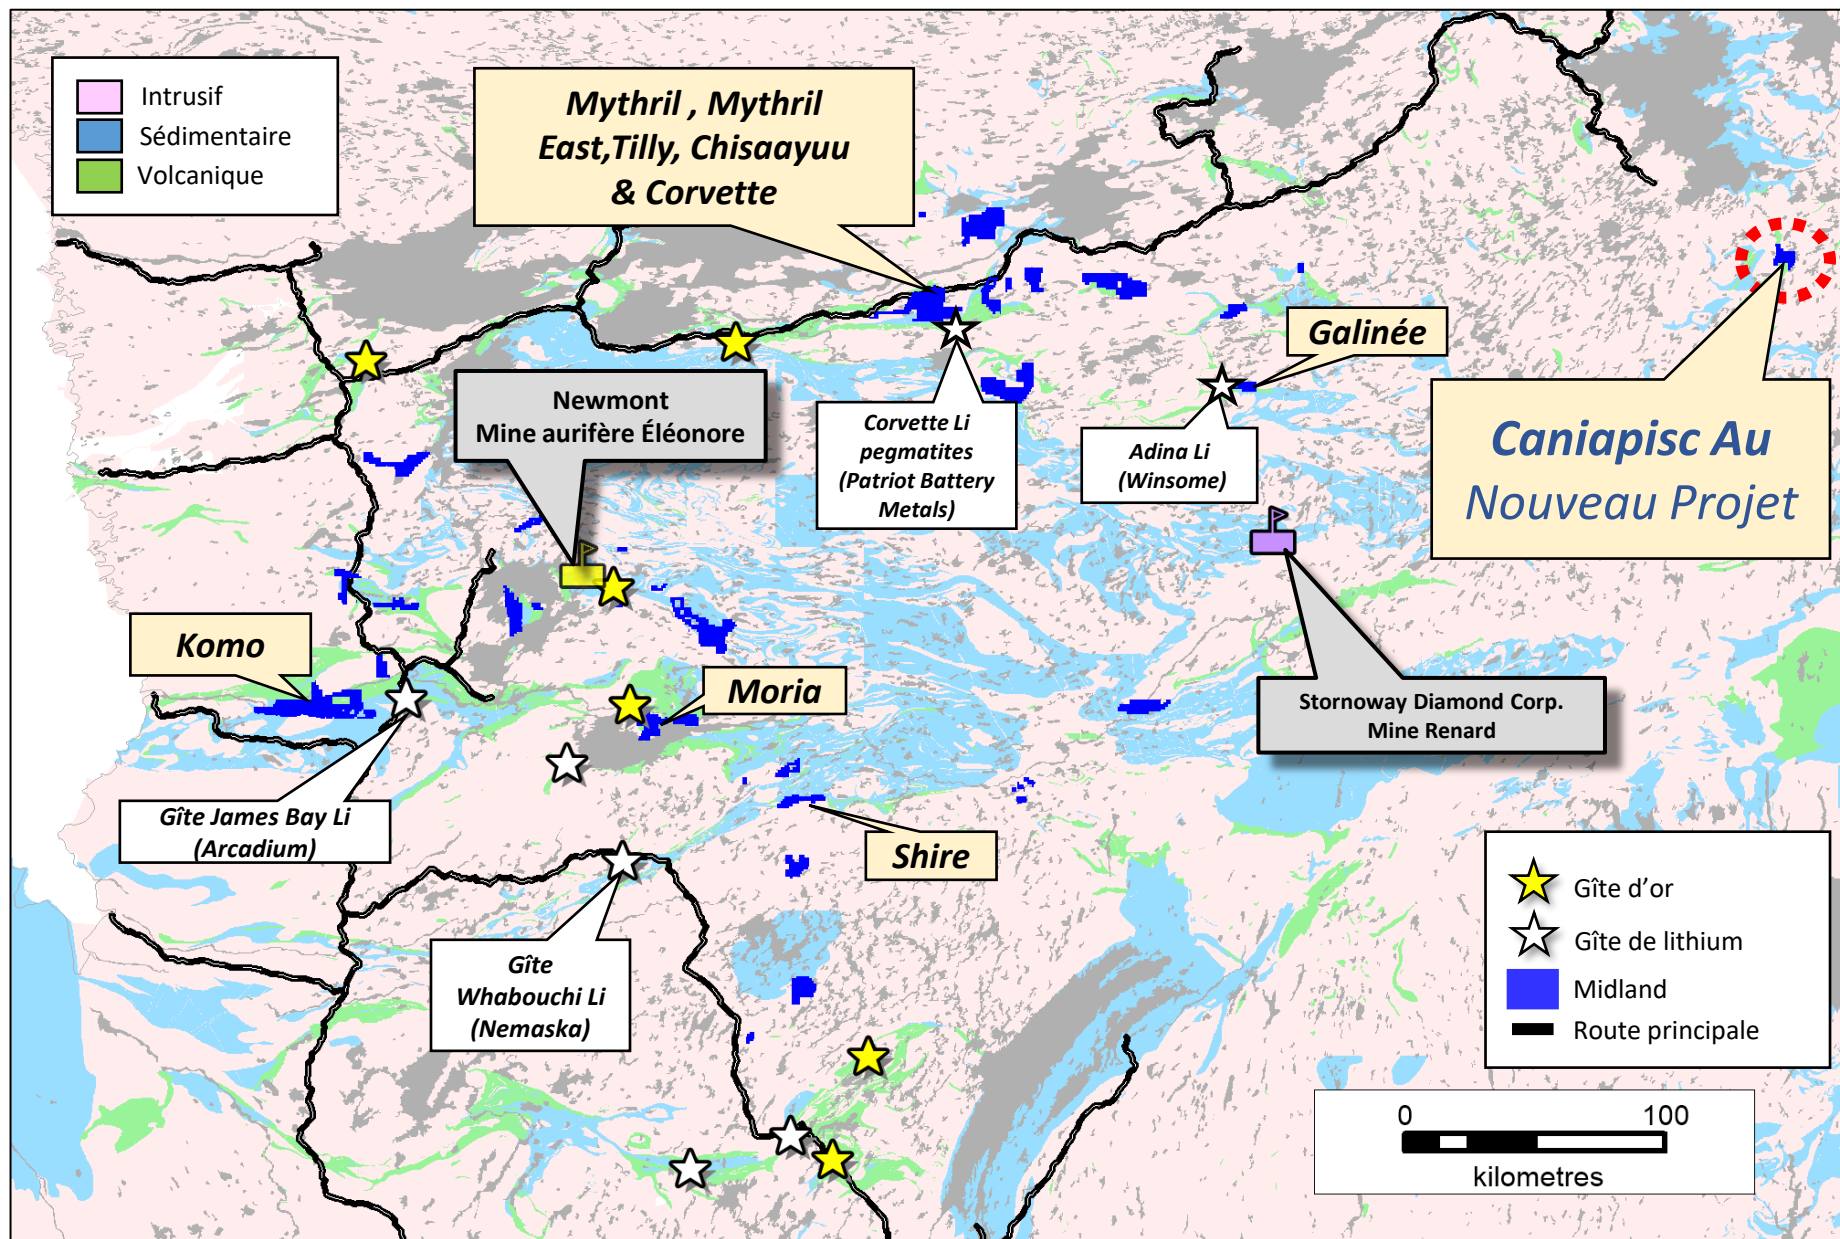 Intrusif
Sédimentaire
Volcanique
Mythril , Mythril
East,Tilly, Chisaayuu
& Corvette
Galinée
Newmont
Mine aurifère Éléonore
Corvette Li
pegmatites
(Patriot Battery
Metals)
Adina Li
(Winsome)
Caniapisc Au
Nouveau Projet
Komo
Moria
Stornoway Diamond Corp.
Mine Renard
Gîte James Bay Li
(Arcadium)
Shire
Gîte
Whabouchi Li
(Nemaska)
Gîte d’or
Gîte de lithium
Midland
Route principale
0 100
kilometres